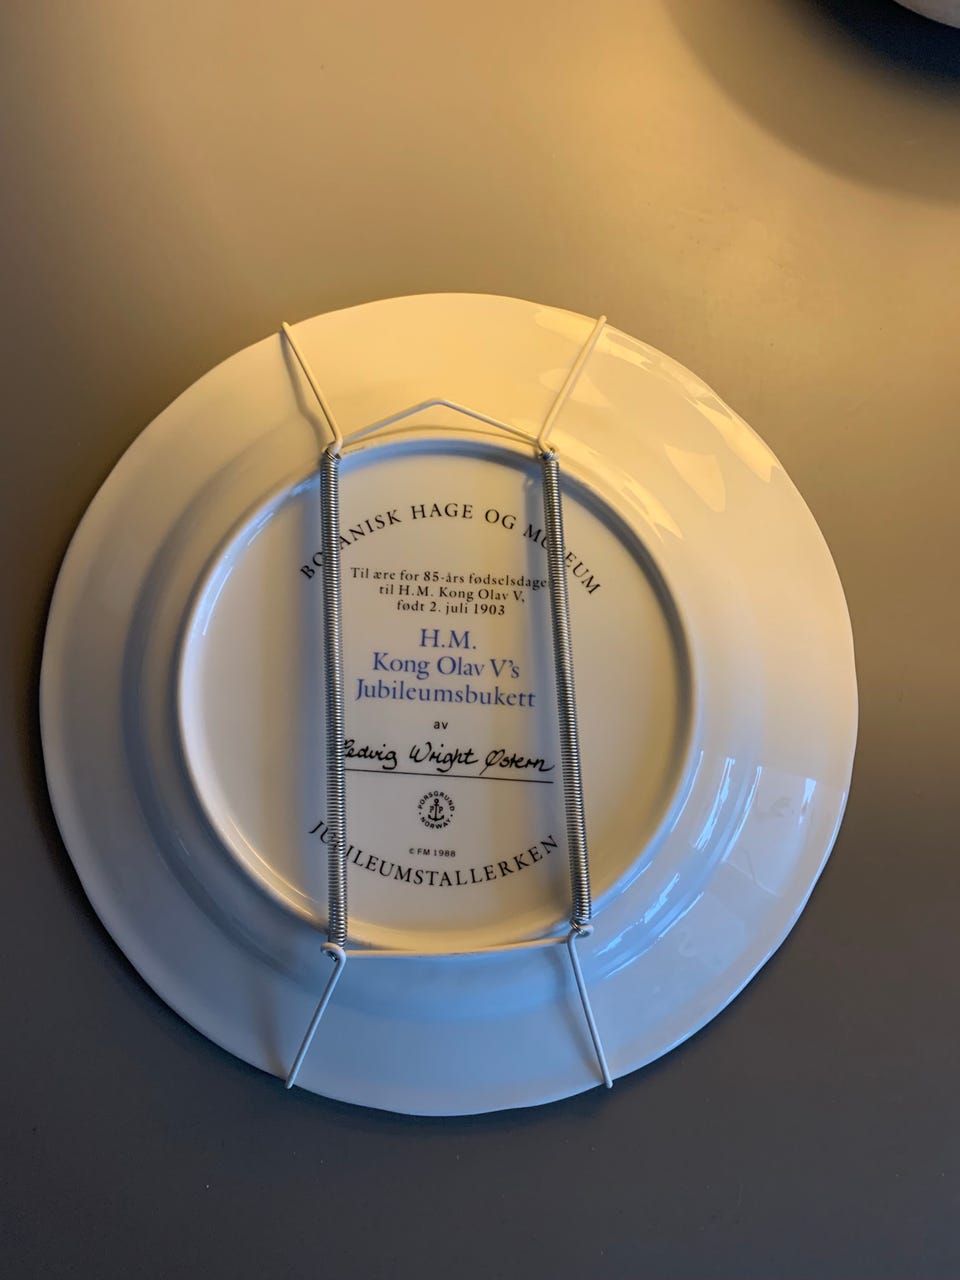 BOTANISK HAGE OG MUSEUM
Til ære for 85-års fødselsdagen
til H.M. Kong Olav V,
født 2. juli 1903
H.M.
Kong Olav V's
Jubileumsbukett
av
Hedvig Wright Østern
PORSGRUND
PP
NORWAY
© FM 1988
JUBILEUMSTALLERKEN